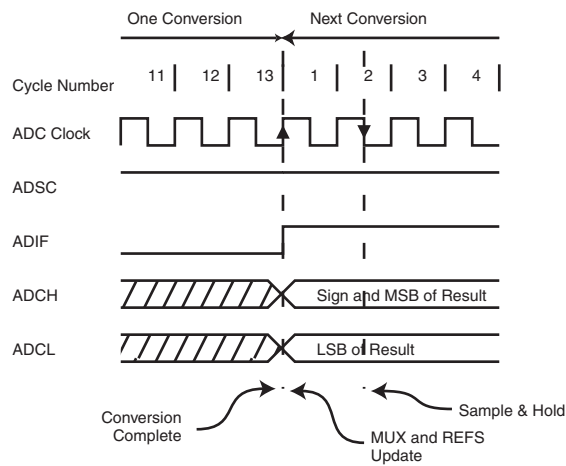 One Conversion Next Conversion
Cycle Number 11 12 13 1 2 3 4
ADC Clock
ADSC
ADIF
ADCH Sign and MSB of Result
ADCL LSB of Result
Conversion
Complete
MUX and REFS
Update
Sample & Hold